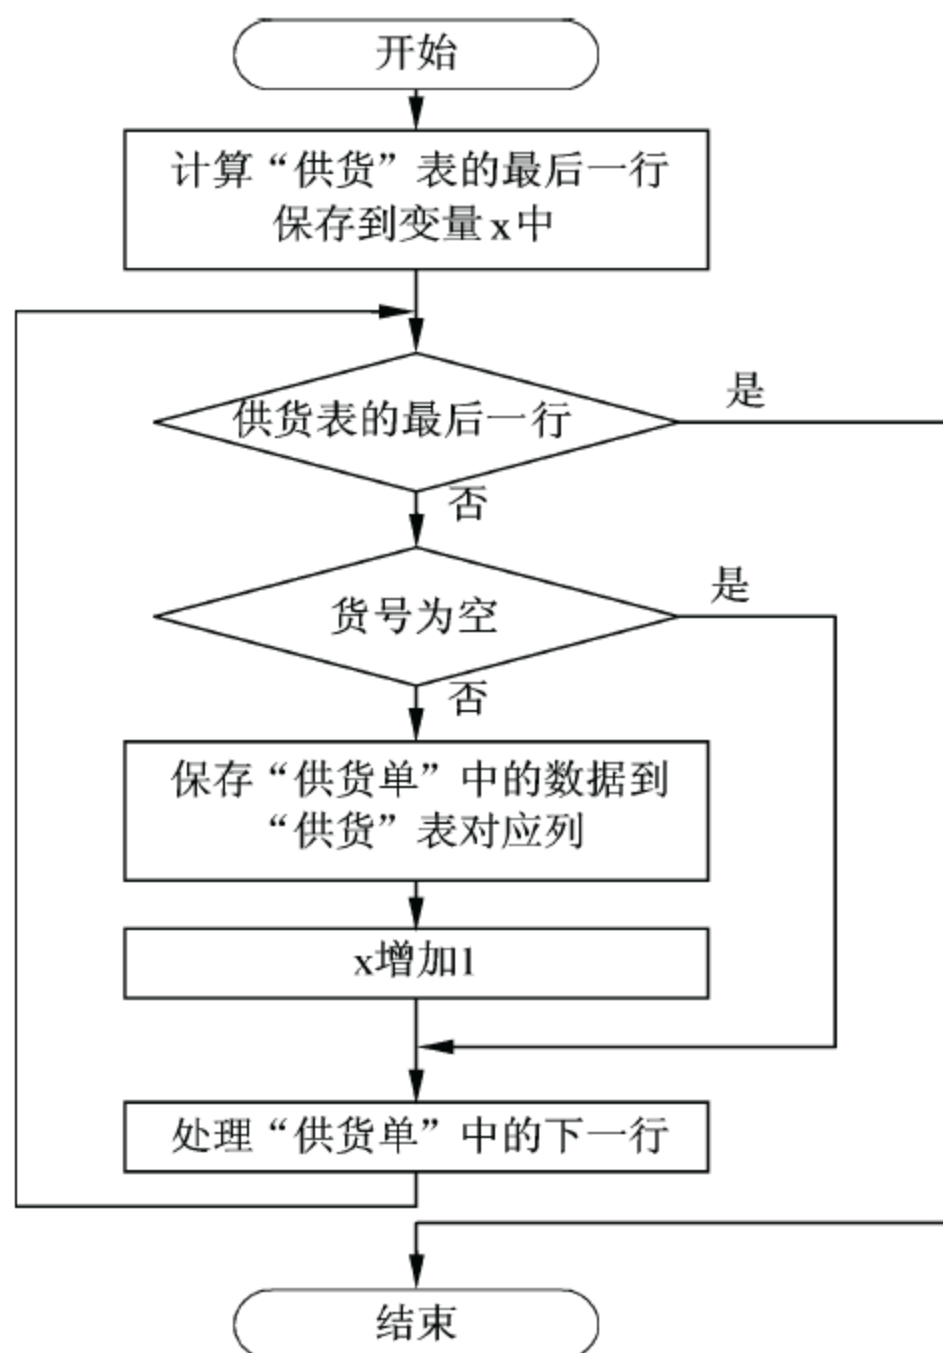 开始
计算“供货”表的最后一行
保存到变量x中
供货表的最后一行
是
否
货号为空
是
否
保存“供货单”中的数据到
“供货”表对应列
x增加1
处理“供货单”中的下一行
结束